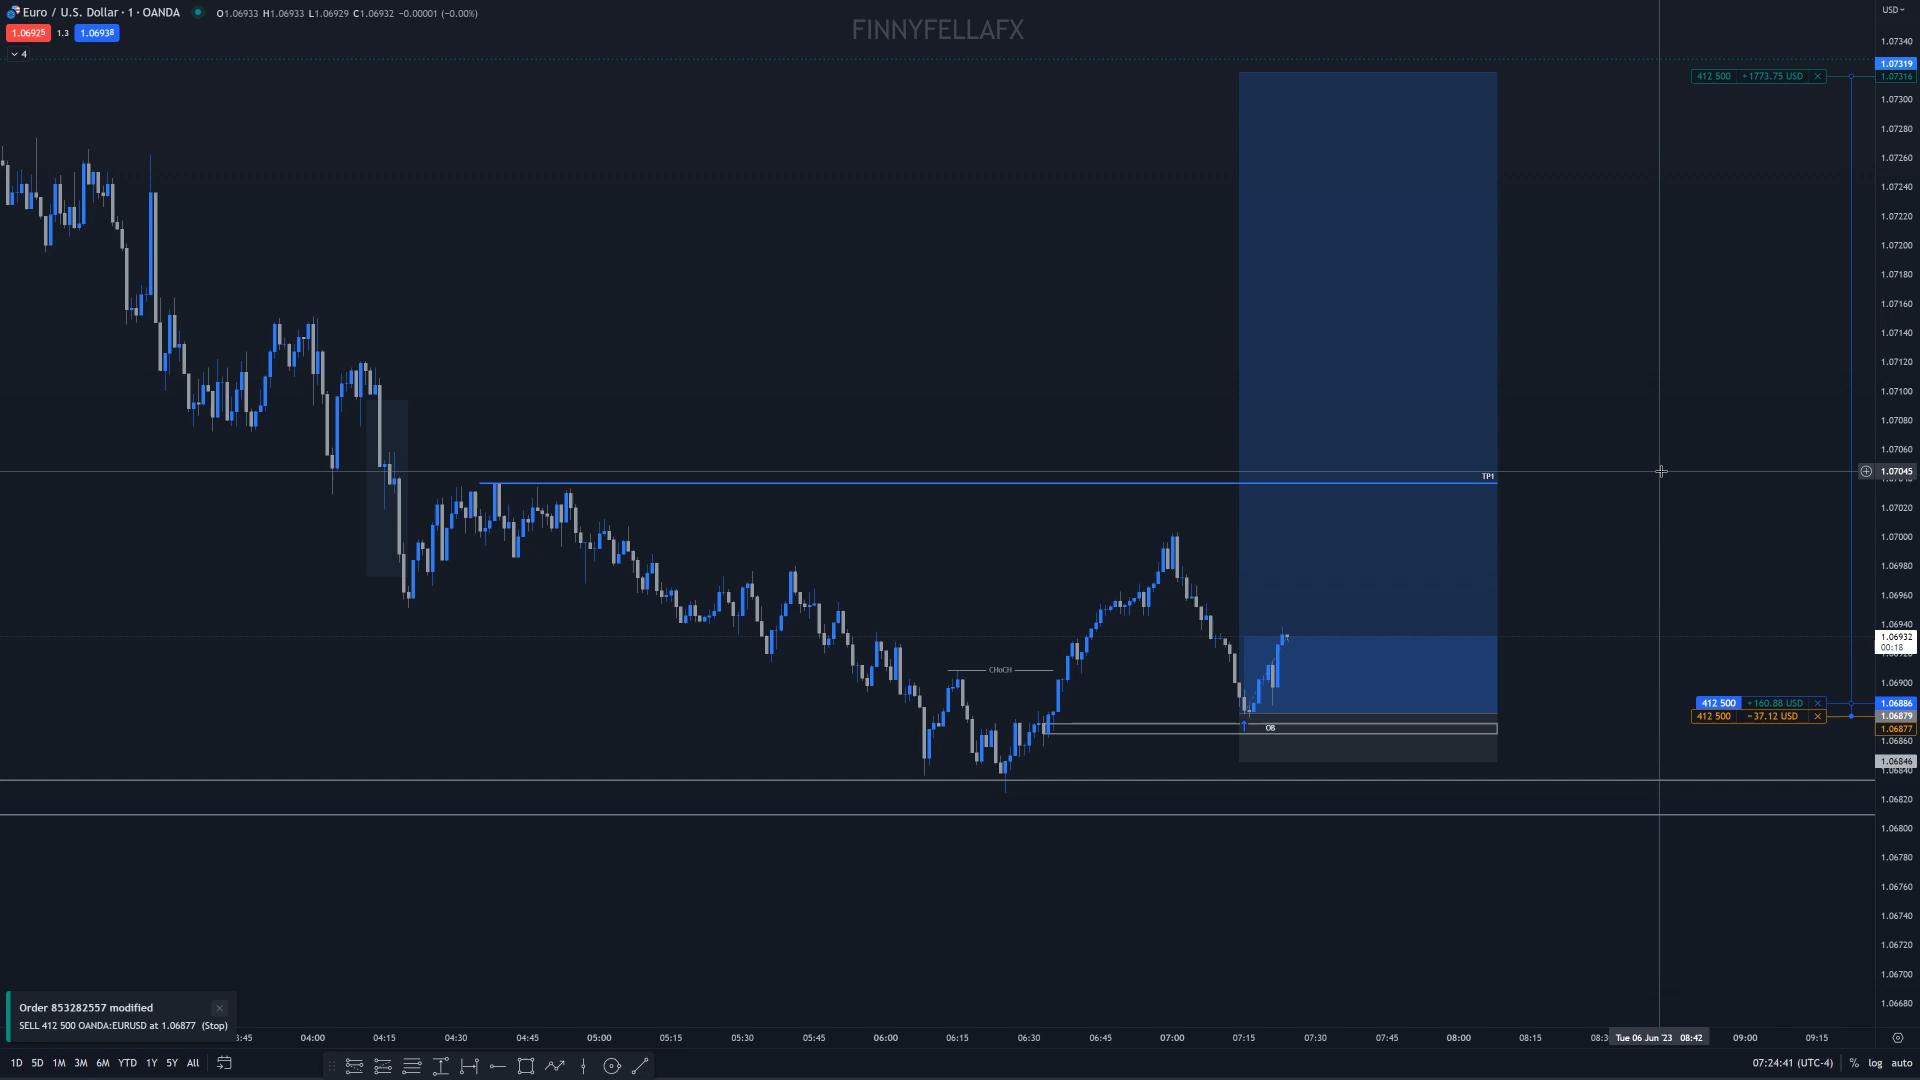 Euro / U.S. Dollar · 1 · OANDA O1.06933 H1.06933 L1.06929 C1.06932 −0.00001 (−0.00%)
FINNYFELLAFX
USD
1.06925 1.3 1.06938
4
1.07340
1.07319
412 500 +1773.75 USD 1.07316
1.07300
1.07280
1.07260
1.07240
1.07220
1.07200
1.07180
1.07160
1.07140
1.07120
1.07100
1.07080
1.07060
TP1
1.07045
1.07020
1.07000
1.06980
1.06960
1.06940
1.06932
00:18
CHoCH
1.06900
412 500 +160.88 USD 1.06886
412 500 −37.12 USD 1.06879
OB
1.06877
1.06860
1.06846
1.06840
1.06820
1.06800
1.06780
1.06760
1.06740
1.06720
1.06700
1.06680
Order 853282557 modified
SELL 412 500 OANDA:EURUSD at 1.06877 (Stop)
3:45 04:00 04:15 04:30 04:45 05:00 05:15 05:30 05:45 06:00 06:15 06:30 06:45 07:00 07:15 07:30 07:45 08:00 08:15 08:3 Tue 06 Jun '23 08:42 09:00 09:15
1D 5D 1M 3M 6M YTD 1Y 5Y All
07:24:41 (UTC-4) % log auto